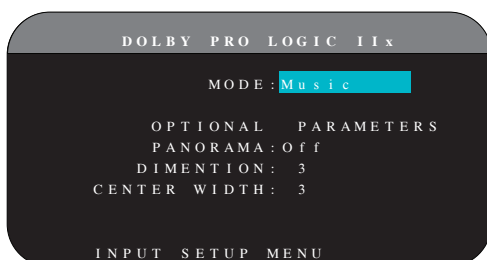 DOLBY PRO LOGIC IIx
MODE:Music
OPTIONAL PARAMETERS
PANORAMA:Off
DIMENTION: 3
CENTER WIDTH: 3
INPUT SETUP MENU